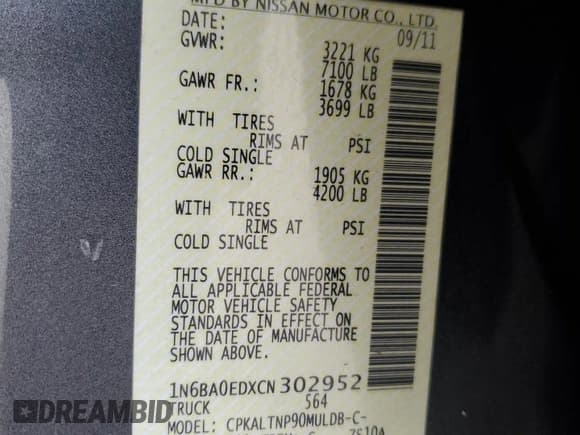 MFD BY NISSAN MOTOR CO., LTD.
DATE: 09/11
GVWR: 3221 KG
7100 LB
GAWR FR.: 1678 KG
3699 LB
WITH TIRES
RIMS AT PSI
COLD SINGLE
GAWR RR.: 1905 KG
4200 LB
WITH TIRES
RIMS AT PSI
COLD SINGLE
THIS VEHICLE CONFORMS TO
ALL APPLICABLE FEDERAL
MOTOR VEHICLE SAFETY
STANDARDS IN EFFECT ON
THE DATE OF MANUFACTURE
SHOWN ABOVE.
1N6BA0EDXCN302952
TRUCK 564
MODEL: CPKALTNP90MULDB-C-
DREAMBID